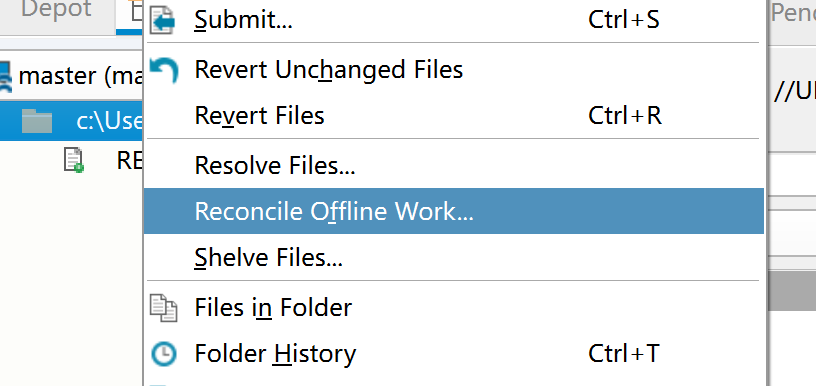 Depot
Submit... Ctrl+S
Pend
master (ma
Revert Unchanged Files
//U
c:\Use
Revert Files Ctrl+R
RE
Resolve Files...
Reconcile Offline Work...
Shelve Files...
Files in Folder
Folder History Ctrl+T